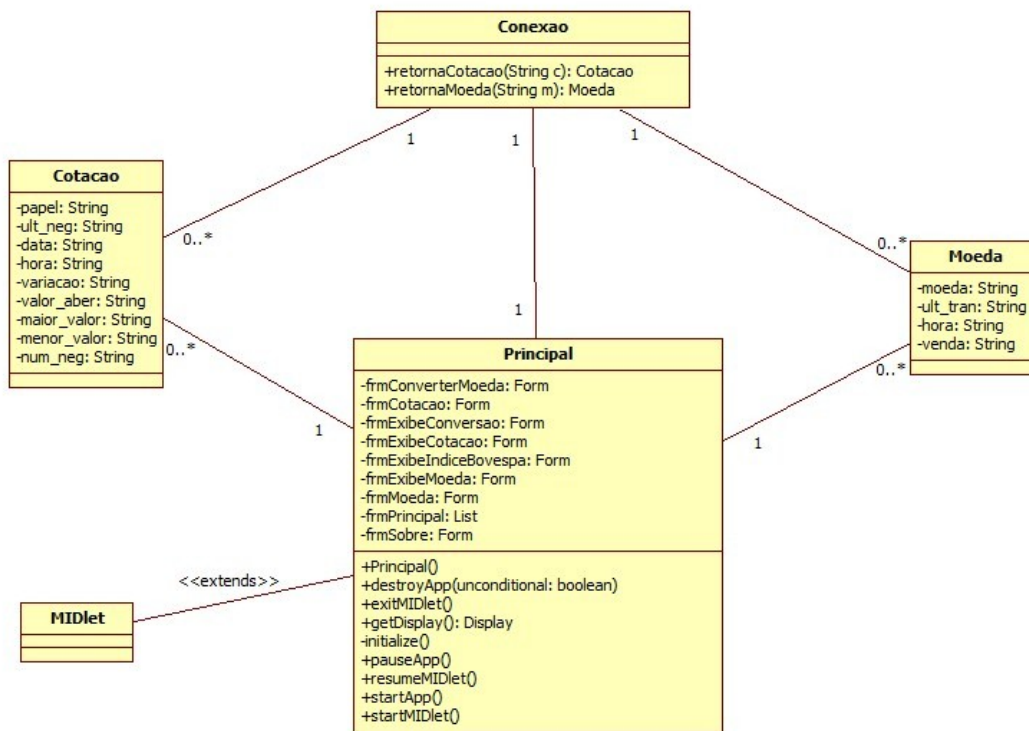 Conexao
+retornaCotacao(String c): Cotacao
+retornaMoeda(String m): Moeda
1
1
1
Cotacao
-papel: String
-ult_neg: String
-data: String
-hora: String
-variacao: String
-valor_aber: String
-maior_valor: String
-menor_valor: String
-num_neg: String
0..*
0..*
0..*
Moeda
-moeda: String
-ult_tran: String
-hora: String
-venda: String
0..*
1
1
1
Principal
-frmConverterMoeda: Form
-frmCotacao: Form
-frmExibeConversao: Form
-frmExibeCotacao: Form
-frmExibeIndiceBovespa: Form
-frmExibeMoeda: Form
-frmMoeda: Form
-frmPrincipal: List
-frmSobre: Form
+Principal()
+destroyApp(unconditional: boolean)
+exitMIDlet()
+getDisplay(): Display
-initialize()
+pauseApp()
+resumeMIDlet()
+startApp()
+startMIDlet()
<<extends>>
MIDlet